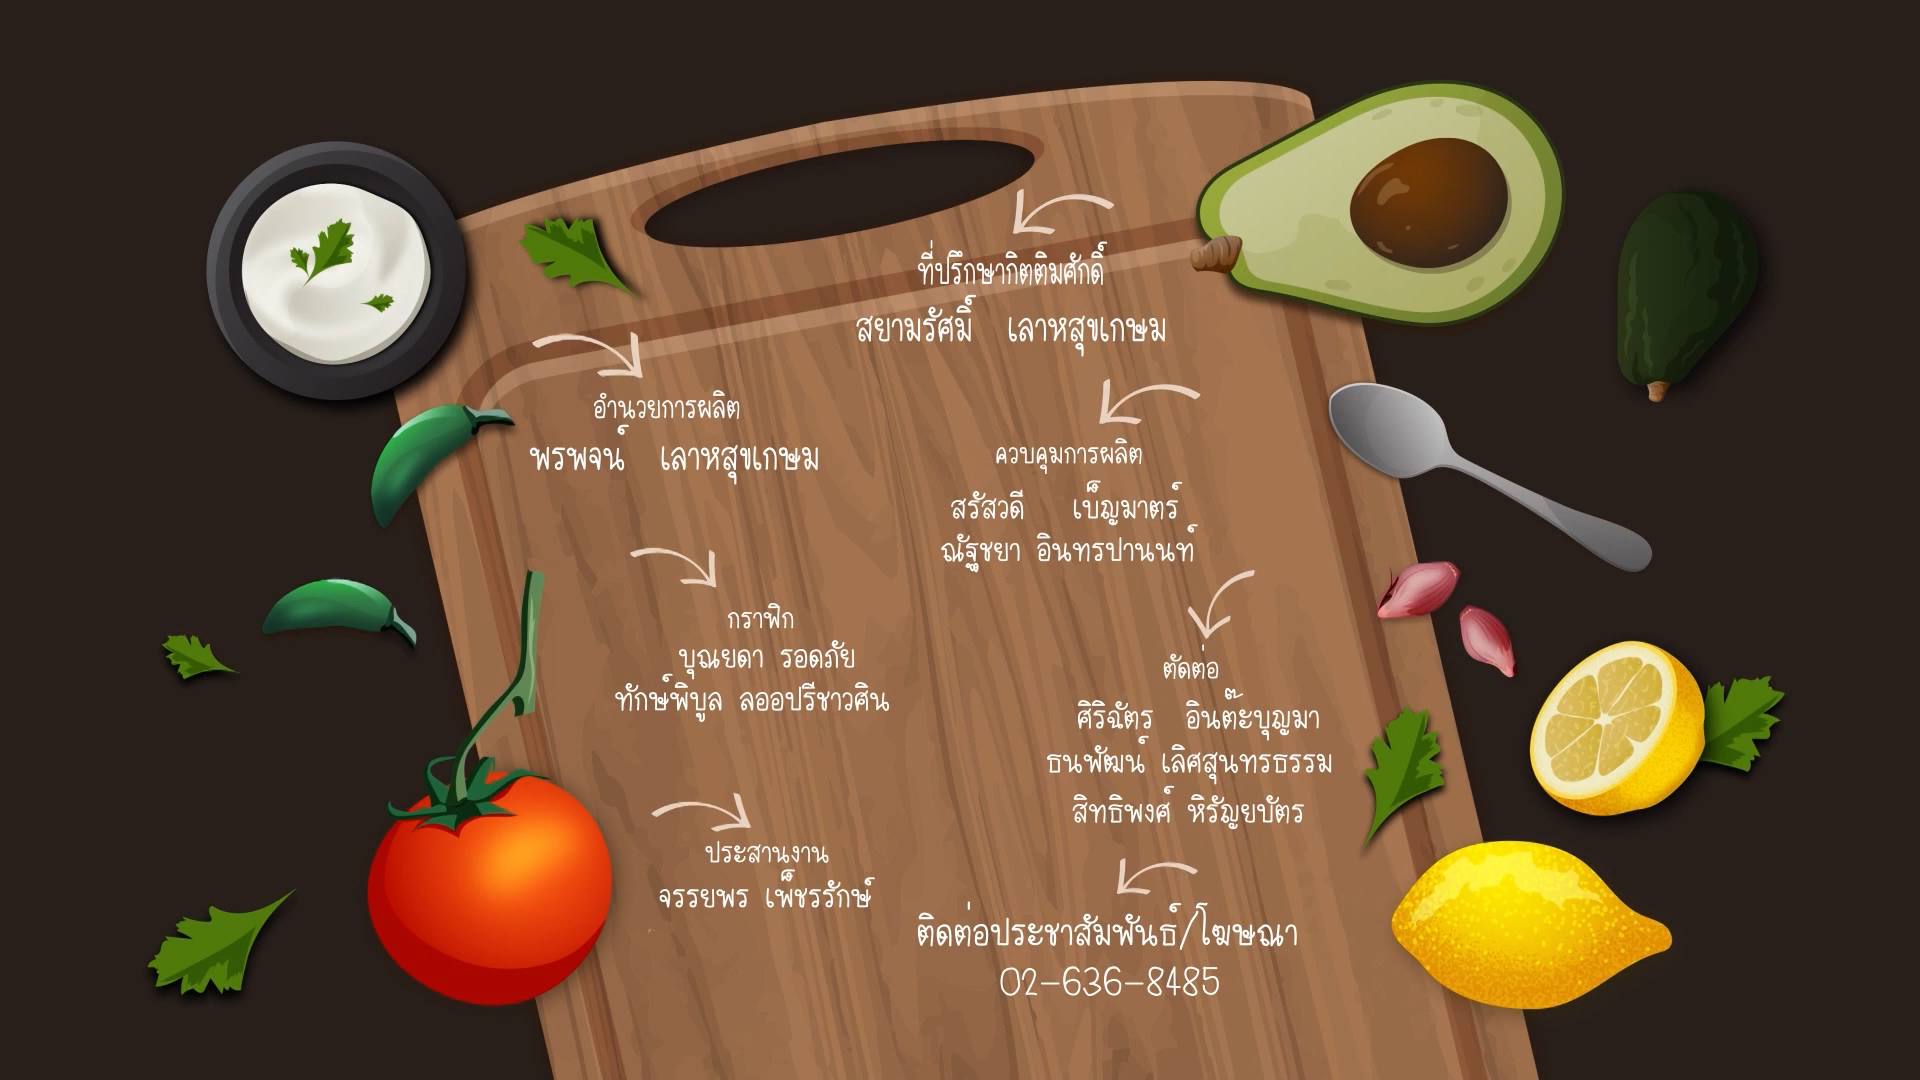 ที่ปรึกษากิตติมศักดิ์
สยามรัศมิ์ เลาหสุขเกษม
อำนวยการผลิต
พรพจน์ เลาหสุขเกษม
ควบคุมการผลิต
สรัสวดี เบ็ญมาตร์
ณัฐชยา อินทรปานนท์
กราฟิก
บุณยดา รอดภัย
ทักษ์พิบูล ลออปรีชาวศิน
ตัดต่อ
ศิริฉัตร อินต๊ะบุญมา
ธนพัฒน์ เลิศสุนทรธรรม
สิทธิพงศ์ หิรัญยบัตร
ประสานงาน
จรรยพร เพ็ชรรักษ์
ติดต่อประชาสัมพันธ์/โฆษณา
02-636-8485